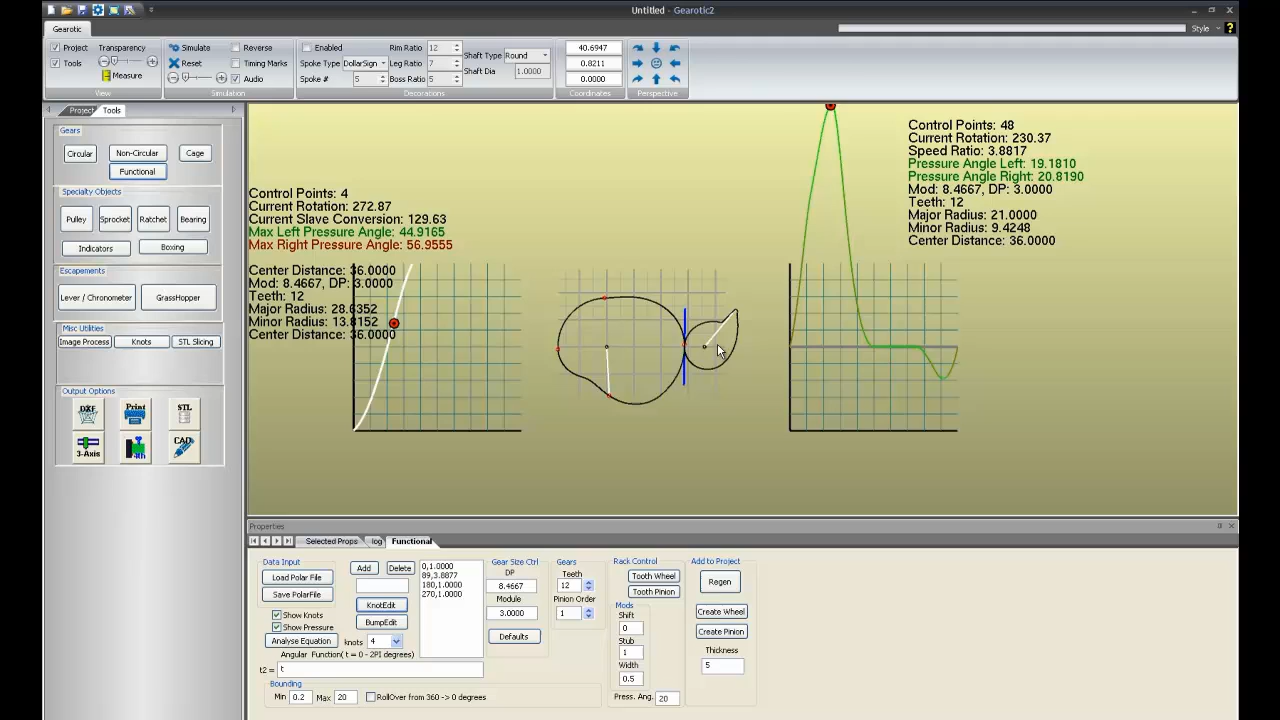 Untitled - Gearotic2
Gearotic
Style
Project
Transparency
Tools
Measure
View
Simulate
Reverse
Reset
Timing Marks
Audio
Simulation
Enabled
Rim Ratio 12
Spoke Type DollarSign
Leg Ratio 7
Spoke # 5
Boss Ratio 5
Shaft Type Round
Shaft Dia 1.0000
Decorations
40.6947
0.8211
0.0000
Coordinates
Perspective
Project Tools
Gears
Circular Non-Circular Cage
Functional
Specialty Objects
Pulley Sprocket Ratchet Bearing
Indicators Boxing
Escapements
Lever / Chronometer GrassHopper
Misc Utilities
Image Process Knots STL Slicing
Output Options
DXF Print STL
3-Axis 4th CAD
Control Points: 4
Current Rotation: 272.87
Current Slave Conversion: 129.63
Max Left Pressure Angle: 44.9165
Max Right Pressure Angle: 56.9555
Center Distance: 36.0000
Mod: 8.4667, DP: 3.0000
Teeth: 12
Major Radius: 28.6352
Minor Radius: 13.8152
Center Distance: 36.0000
Control Points: 48
Current Rotation: 230.37
Speed Ratio: 3.8817
Pressure Angle Left: 19.1810
Pressure Angle Right: 20.8190
Mod: 8.4667, DP: 3.0000
Teeth: 12
Major Radius: 21.0000
Minor Radius: 9.4248
Center Distance: 36.0000
Properties
Selected Props log Functional
Data Input
Load Polar File
Save PolarFile
Show Knots
Show Pressure
Analyse Equation
Add Delete
KnotEdit
BumpEdit
knots 4
Angular Function( t = 0 - 2PI degrees)
t2 = t
Bounding
Min 0.2 Max 20 RollOver from 360 -> 0 degrees
0,1.0000
89,3.8877
180,1.0000
270,1.0000
Gear Size Ctrl
DP
8.4667
Module
3.0000
Defaults
Gears
Teeth
12
Pinion Order
1
Rack Control
Tooth Wheel
Tooth Pinion
Mods
Shift
0
Stub
1
Width
0.5
Press. Ang. 20
Add to Project
Regen
Create Wheel
Create Pinion
Thickness
5